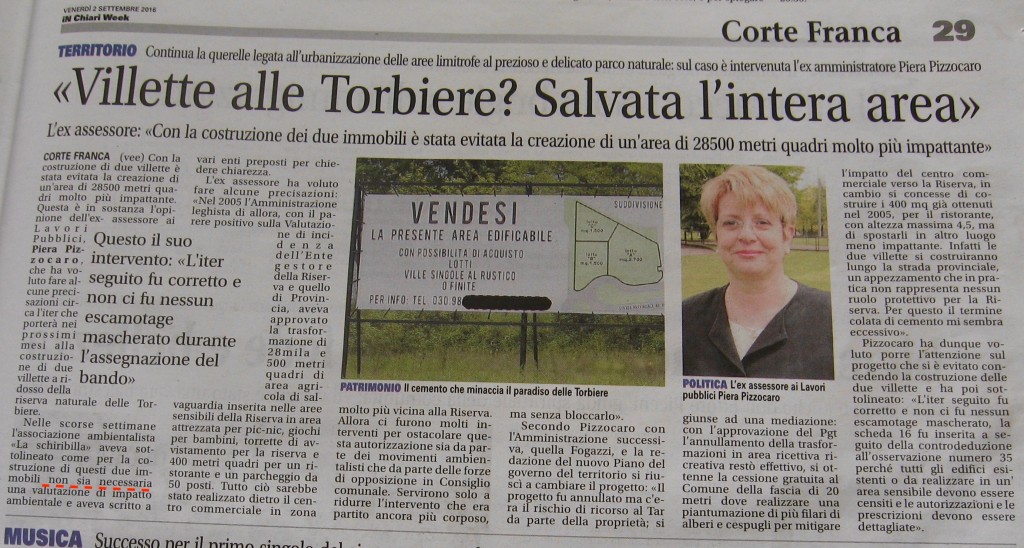 VENERDÌ 2 SETTEMBRE 2016
iN Chiari Week
Corte Franca 29
TERRITORIO Continua la querelle legata all'urbanizzazione delle aree limitrofe al prezioso e delicato parco naturale: sul caso è intervenuta l'ex amministratore Piera Pizzocaro
«Villette alle Torbiere? Salvata l'intera area»
L'ex assessore: «Con la costruzione dei due immobili è stata evitata la creazione di un'area di 28500 metri quadri molto più impattante»
CORTE FRANCA (vee) Con la
costruzione di due villette è
stata evitata la creazione di
un'area di 28500 metri qua-
dri molto più impattante.
Questa è in sostanza l'opi-
nione dell'ex- assessore ai
Lavori
Pubblici,
Piera Piz-
zocaro,
che ha vo-
luto fare al-
cune preci-
sazioni cir-
ca l'iter che
porterà nei
prossimi
mesi alla
costruzio-
ne di due
villette a ri-
dosso della
riserva naturale delle Tor-
biere.
Nelle scorse settimane
l'associazione ambientalista
«La schiribilla» aveva sot-
tolineato come per la co-
struzione di questi due im-
mobili non sia necessaria
una valutazione di impatto
ambientale e aveva scritto a
Questo il suo
intervento: «L'iter
seguito fu corretto e
non ci fu nessun
escamotage
mascherato durante
l'assegnazione del
bando»
vari enti preposti per chie-
dere chiarezza.
L'ex assessore ha voluto
fare alcune precisazioni:
«Nel 2005 l'Amministrazione
leghista di allora, con il pa-
rere positivo sulla Valutazio-
ne di in-
cidenza
dell'Ente
gestore
della Riser-
va e quello
di Provin-
cia, aveva
approvato
la trasfor-
mazione di
28mila e
500 metri
quadri di
area agri-
cola di sal-
vaguardia inserita nelle aree
sensibili della Riserva in area
attrezzata per pic-nic, giochi
per bambini, torrette di av-
vistamento per la riserva e
400 metri quadri per un ri-
storante e un parcheggio da
50 posti. Tutto ciò sarebbe
stato realizzato dietro il cen-
tro commerciale in zona
VENDESI
LA PRESENTE AREA EDIFICABILE
CON POSSIBILITÀ DI ACQUISTO
LOTTI
VILLE SINGOLE AL RUSTICO
O FINITE
PER INFO: TEL. 030.98
SUDDIVISIONE
lotto
lotto
lotto
PATRIMONIO Il cemento che minaccia il paradiso delle Torbiere
POLITICA L'ex assessore ai Lavori
pubblici Piera Pizzocaro
molto più vicina alla Riserva.
Allora ci furono molti in-
terventi per ostacolare que-
sta autorizzazione sia da par-
te dei movimenti ambien-
talisti che da parte delle forze
di opposizione in Consiglio
comunale. Servirono solo a
ridurre l'intervento che era
partito ancora più corposo,
ma senza bloccarlo».
Secondo Pizzocaro con
l'Amministrazione successi-
va, quella Fogazzi, e la re-
dazione del nuovo Piano del
governo del territorio si riu-
scì a cambiare il progetto: «Il
progetto fu annullato ma c'e-
ra il rischio di ricorso al Tar
da parte della proprietà; si
giunse ad una mediazione:
con l'approvazione del Pgt
l'annullamento della trasfor-
mazioni in area ricettiva ri-
creativa restò effettivo, si ot-
tenne la cessione gratuita al
Comune della fascia di 20
metri dove realizzare una
piantumazione di più filari di
alberi e cespugli per mitigare
l'impatto del centro com-
merciale verso la Riserva, in
cambio si concesse di co-
struire i 400 mq già ottenuti
nel 2005, per il ristorante,
con altezza massima 4,5, ma
di spostarli in altro luogo
meno impattante. Infatti le
due villette si costruiranno
lungo la strada provinciale,
un appezzamento che in pra-
tica non rappresenta nessun
ruolo protettivo per la Ri-
serva. Per questo il termine
colata di cemento mi sembra
eccessivo».
Pizzocaro ha dunque vo-
luto porre l'attenzione sul
progetto che si è evitato con-
cedendo la costruzione delle
due villette e ha poi sot-
tolineato: «L'iter seguito fu
corretto e non ci fu nessun
escamotage mascherato, la
scheda 16 fu inserita a se-
guito della controdeduzione
all'osservazione numero 35
perché tutti gli edifici esi-
stenti o da realizzare in un'
area sensibile devono essere
censiti e le autorizzazioni e le
prescrizioni devono essere
dettagliate».
MUSICA